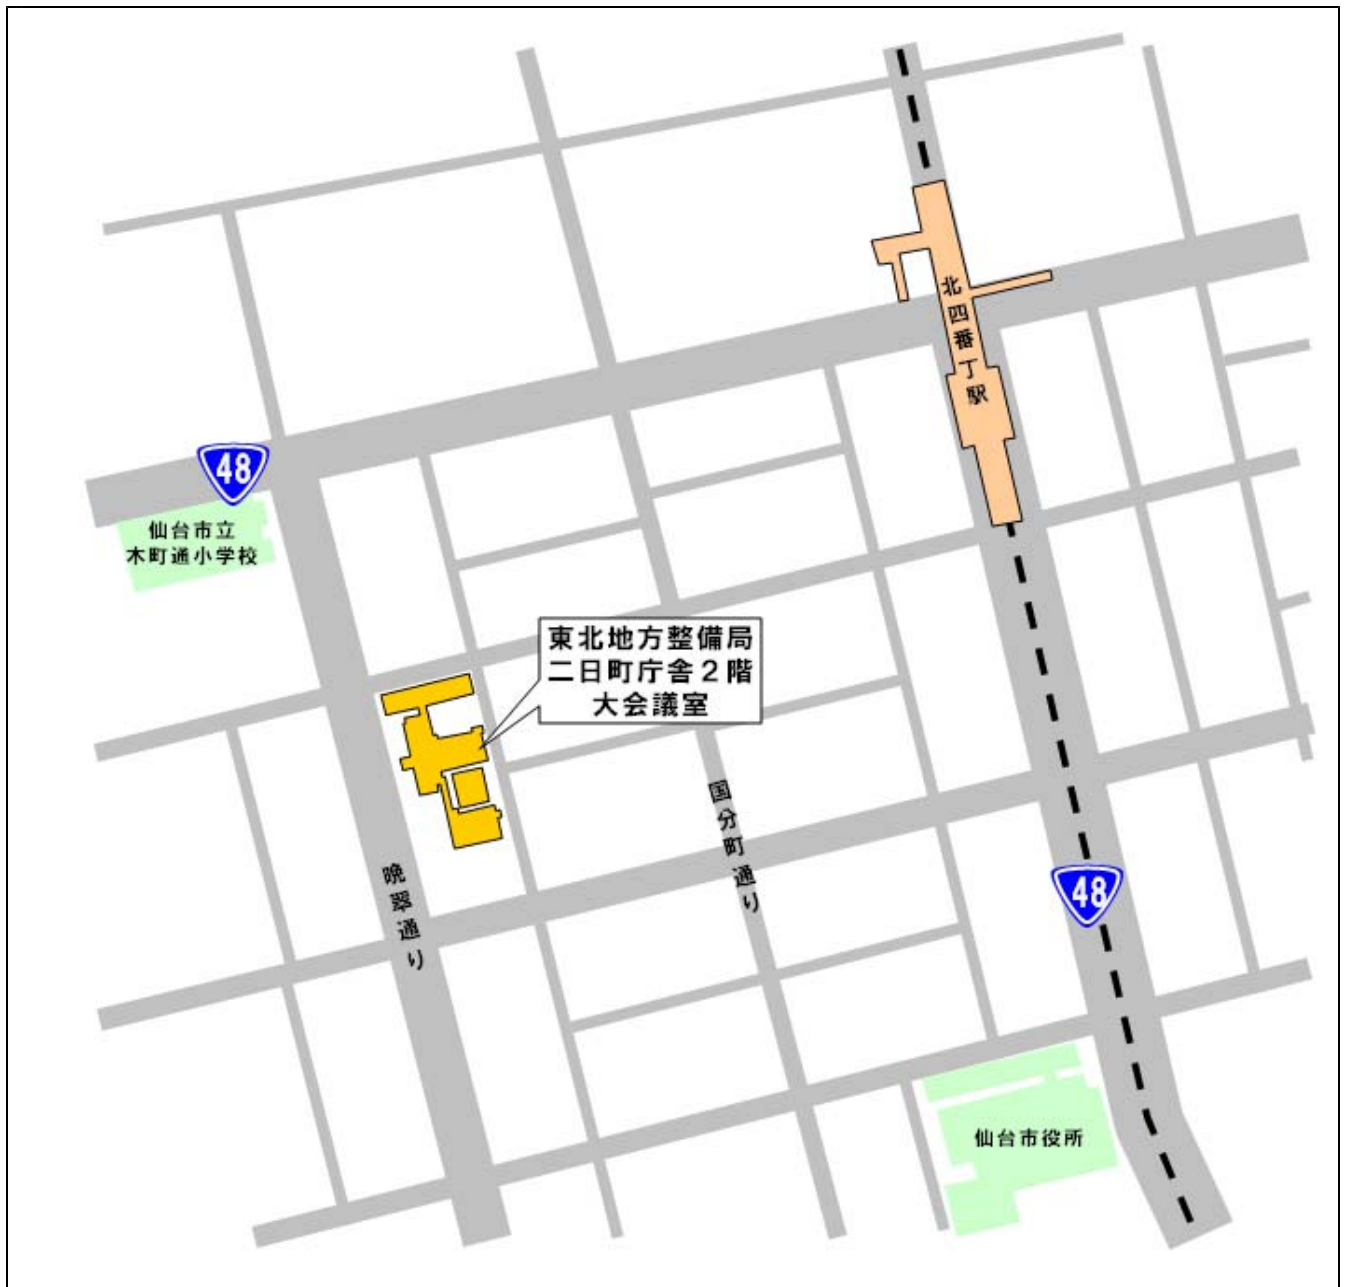 北四番丁駅
48
仙台市立
木町通小学校
東北地方整備局
二日町庁舎２階
大会議室
国分町通り
晩翠通り
48
仙台市役所